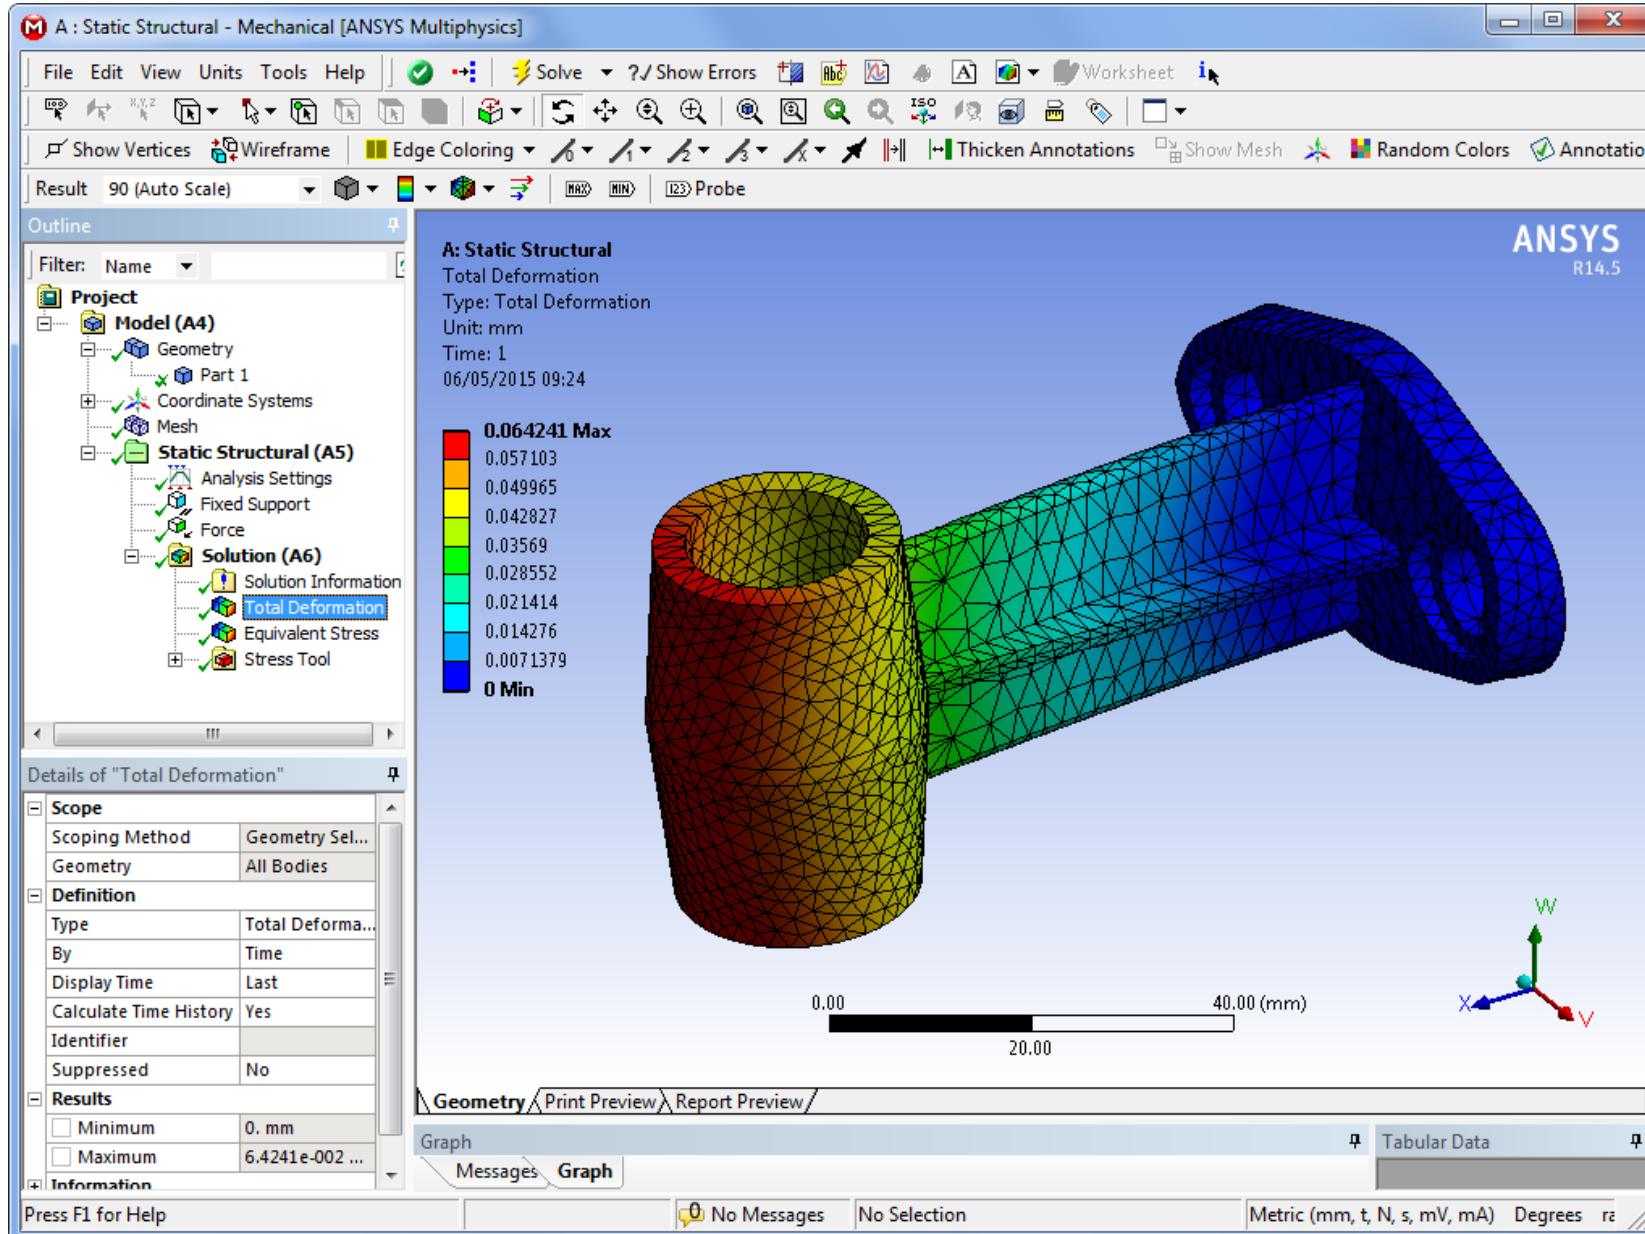 A : Static Structural - Mechanical [ANSYS Multiphysics]
File Edit View Units Tools Help Solve ?/ Show Errors Worksheet
Show Vertices Wireframe Edge Coloring Thicken Annotations Show Mesh Random Colors Annotatio
Result 90 (Auto Scale) MAX MIN 123 Probe
Outline
Filter: Name
Project
Model (A4)
Geometry
Part 1
Coordinate Systems
Mesh
Static Structural (A5)
Analysis Settings
Fixed Support
Force
Solution (A6)
Solution Information
Total Deformation
Equivalent Stress
Stress Tool
Details of "Total Deformation"
Scope
Scoping Method Geometry Sel...
Geometry All Bodies
Definition
Type Total Deforma...
By Time
Display Time Last
Calculate Time History Yes
Identifier
Suppressed No
Results
Minimum 0. mm
Maximum 6.4241e-002 ...
Information
A: Static Structural
Total Deformation
Type: Total Deformation
Unit: mm
Time: 1
06/05/2015 09:24
0.064241 Max
0.057103
0.049965
0.042827
0.03569
0.028552
0.021414
0.014276
0.0071379
0 Min
ANSYS
R14.5
0.00 40.00 (mm)
20.00
W
X
V
Geometry Print Preview Report Preview
Graph
Tabular Data
Messages Graph
Press F1 for Help 0 No Messages No Selection Metric (mm, t, N, s, mV, mA) Degrees ra